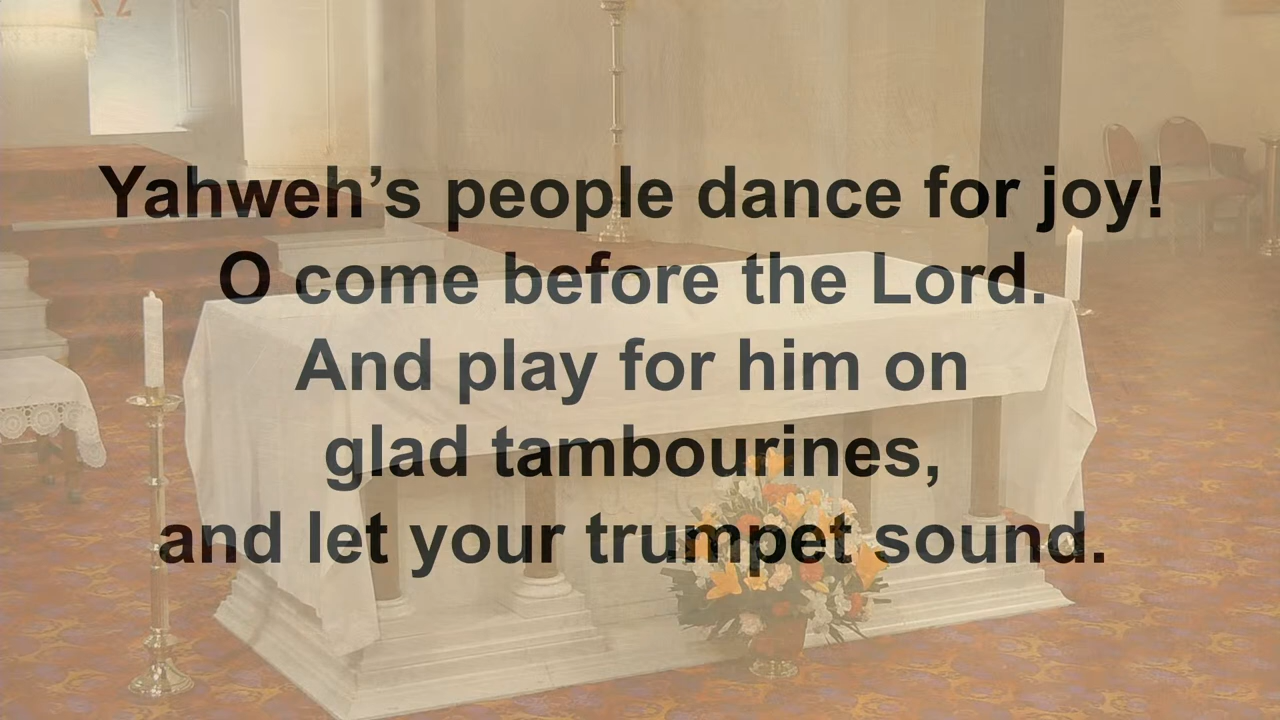 Yahweh’s people dance for joy!
O come before the Lord.
And play for him on
glad tambourines,
and let your trumpet sound.